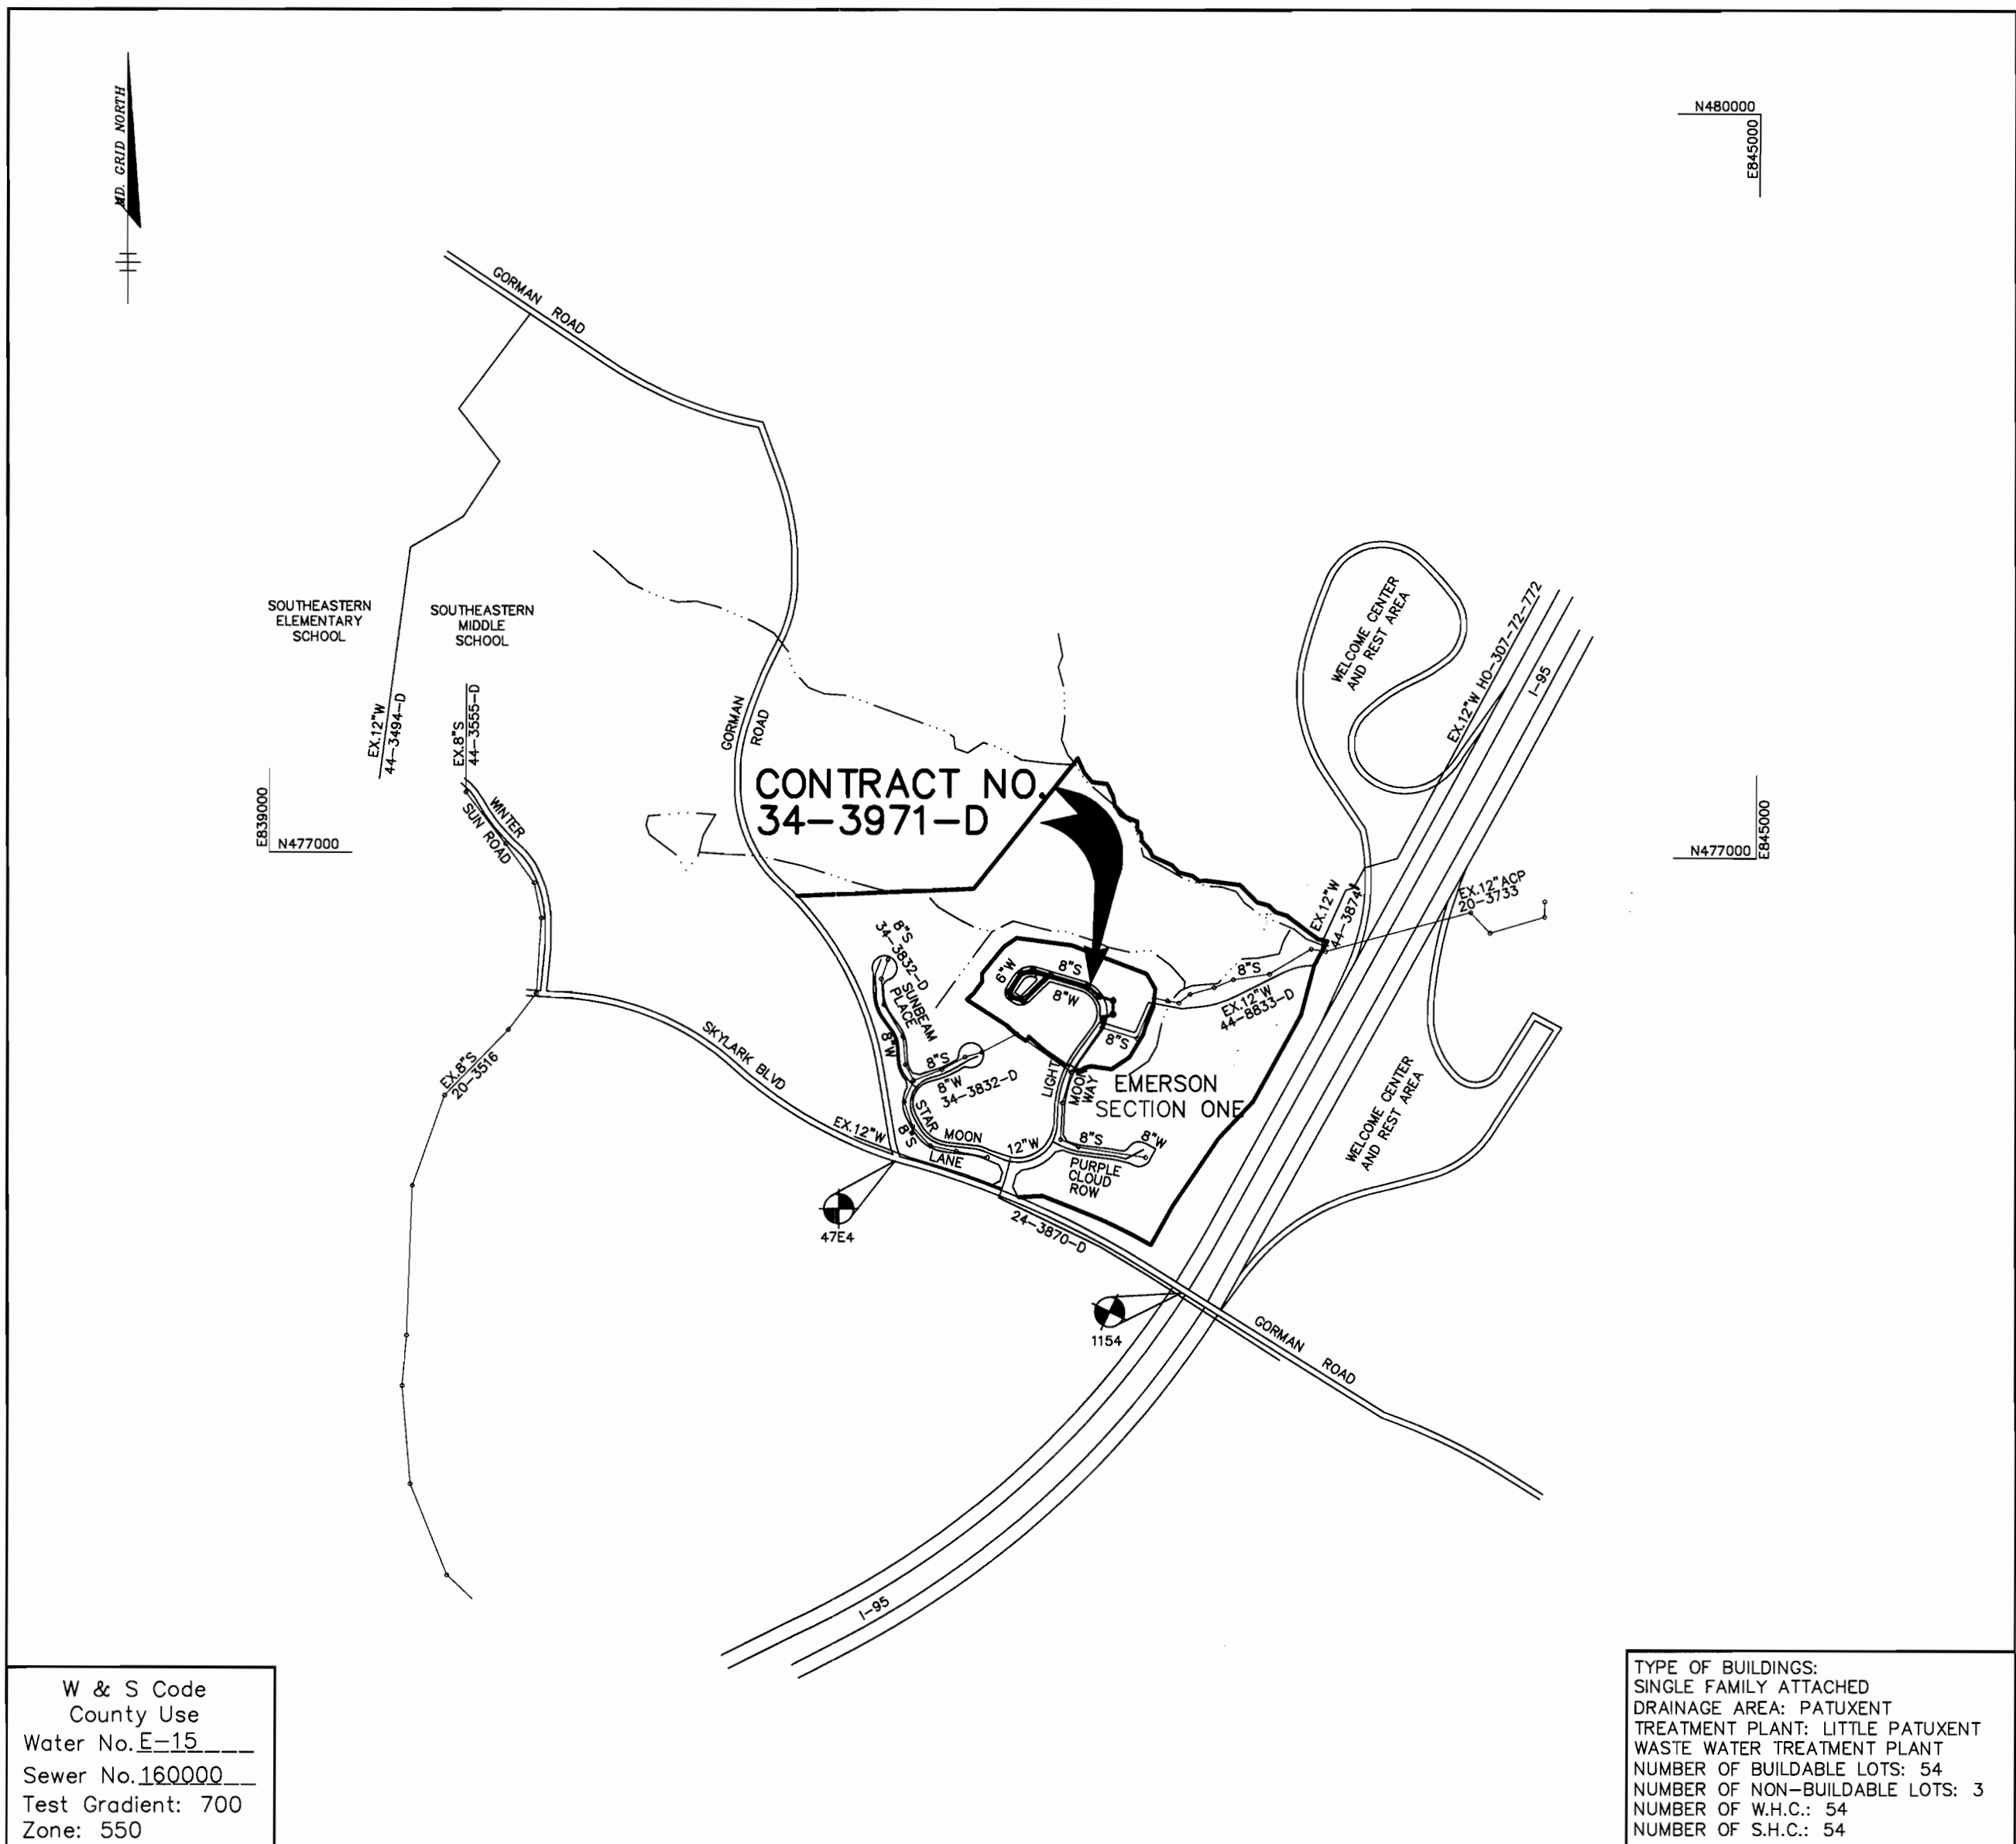 MD. GRID NORTH
N480000
E845000
GORMAN ROAD
SOUTHEASTERN
ELEMENTARY
SCHOOL
SOUTHEASTERN
MIDDLE
SCHOOL
EX.12"W
44-3494-D
EX.8"S
44-3555-D
WINTER
SUN ROAD
E839000
N477000
GORMAN
ROAD
CONTRACT NO.
34-3971-D
WELCOME CENTER
AND REST AREA
EX.12"W HO-307-72-772
I-95
N477000
E845000
EX.12"W
44-3874
EX.12"ACP
20-3733
8"S
34-3832-D
SUNBEAM
PLACE
8"W
6"W
8"S
8"W
8"S
8"S
EX.12"W
44-8833-D
SKYLARK BLVD
EX.8"S
20-3516
8"S
8"W
34-3832-D
LIGHT
MOON
WAY
EMERSON
SECTION ONE
STAR
MOON
LANE
8"S
12"W
8"S
8"W
PURPLE
CLOUD
ROW
EX.12"W
WELCOME CENTER
AND REST AREA
47E4
24-3870-D
1154
GORMAN ROAD
I-95
W & S Code
County Use
Water No. E-15
Sewer No. 160000
Test Gradient: 700
Zone: 550
TYPE OF BUILDINGS:
SINGLE FAMILY ATTACHED
DRAINAGE AREA: PATUXENT
TREATMENT PLANT: LITTLE PATUXENT
WASTE WATER TREATMENT PLANT
NUMBER OF BUILDABLE LOTS: 54
NUMBER OF NON-BUILDABLE LOTS: 3
NUMBER OF W.H.C.: 54
NUMBER OF S.H.C.: 54